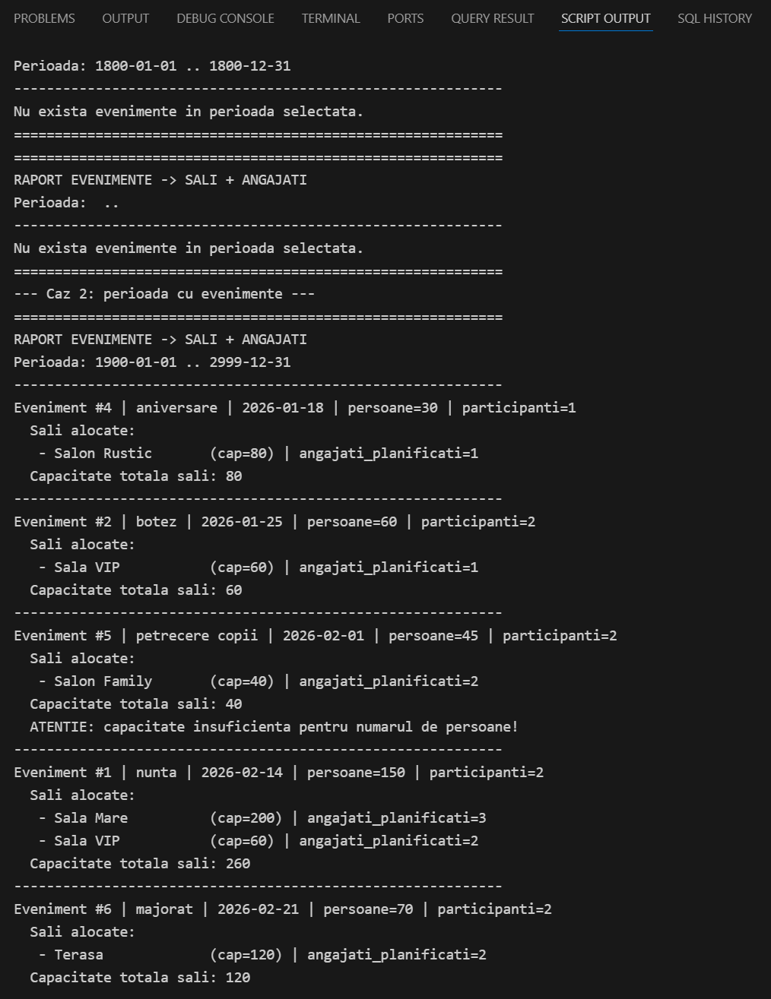 PROBLEMS OUTPUT DEBUG CONSOLE TERMINAL PORTS QUERY RESULT SCRIPT OUTPUT SQL HISTORY
Perioada: 1800-01-01 .. 1800-12-31
------------------------------------------------------------
Nu exista evenimente in perioada selectata.
============================================================
============================================================
RAPORT EVENIMENTE -> SALI + ANGAJATI
Perioada:  ..
------------------------------------------------------------
Nu exista evenimente in perioada selectata.
============================================================
--- Caz 2: perioada cu evenimente ---
============================================================
RAPORT EVENIMENTE -> SALI + ANGAJATI
Perioada: 1900-01-01 .. 2999-12-31
------------------------------------------------------------
Eveniment #4 | aniversare | 2026-01-18 | persoane=30 | participanti=1
  Sali alocate:
   - Salon Rustic       (cap=80) | angajati_planificati=1
  Capacitate totala sali: 80
------------------------------------------------------------
Eveniment #2 | botez | 2026-01-25 | persoane=60 | participanti=2
  Sali alocate:
   - Sala VIP           (cap=60) | angajati_planificati=1
  Capacitate totala sali: 60
------------------------------------------------------------
Eveniment #5 | petrecere copii | 2026-02-01 | persoane=45 | participanti=2
  Sali alocate:
   - Salon Family       (cap=40) | angajati_planificati=2
  Capacitate totala sali: 40
  ATENTIE: capacitate insuficienta pentru numarul de persoane!
------------------------------------------------------------
Eveniment #1 | nunta | 2026-02-14 | persoane=150 | participanti=2
  Sali alocate:
   - Sala Mare          (cap=200) | angajati_planificati=3
   - Sala VIP           (cap=60) | angajati_planificati=2
  Capacitate totala sali: 260
------------------------------------------------------------
Eveniment #6 | majorat | 2026-02-21 | persoane=70 | participanti=2
  Sali alocate:
   - Terasa             (cap=120) | angajati_planificati=2
  Capacitate totala sali: 120